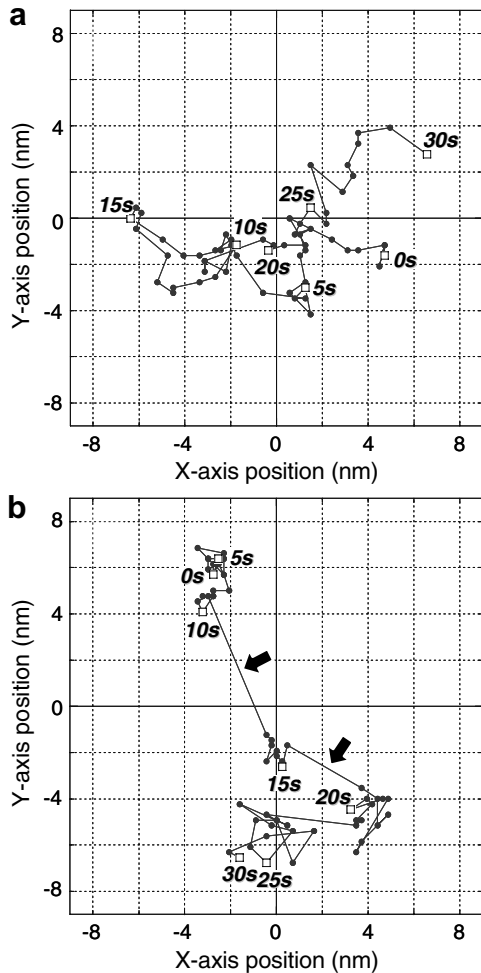 a
8
4
30s
25s
15s
0
10s
20s
0s
5s
-4
-8
-8 -4 0 4 8
Y-axis position (nm)
X-axis position (nm)
b
8
5s
0s
4
10s
0
15s
20s
-4
30s 25s
-8
-8 -4 0 4 8
Y-axis position (nm)
X-axis position (nm)